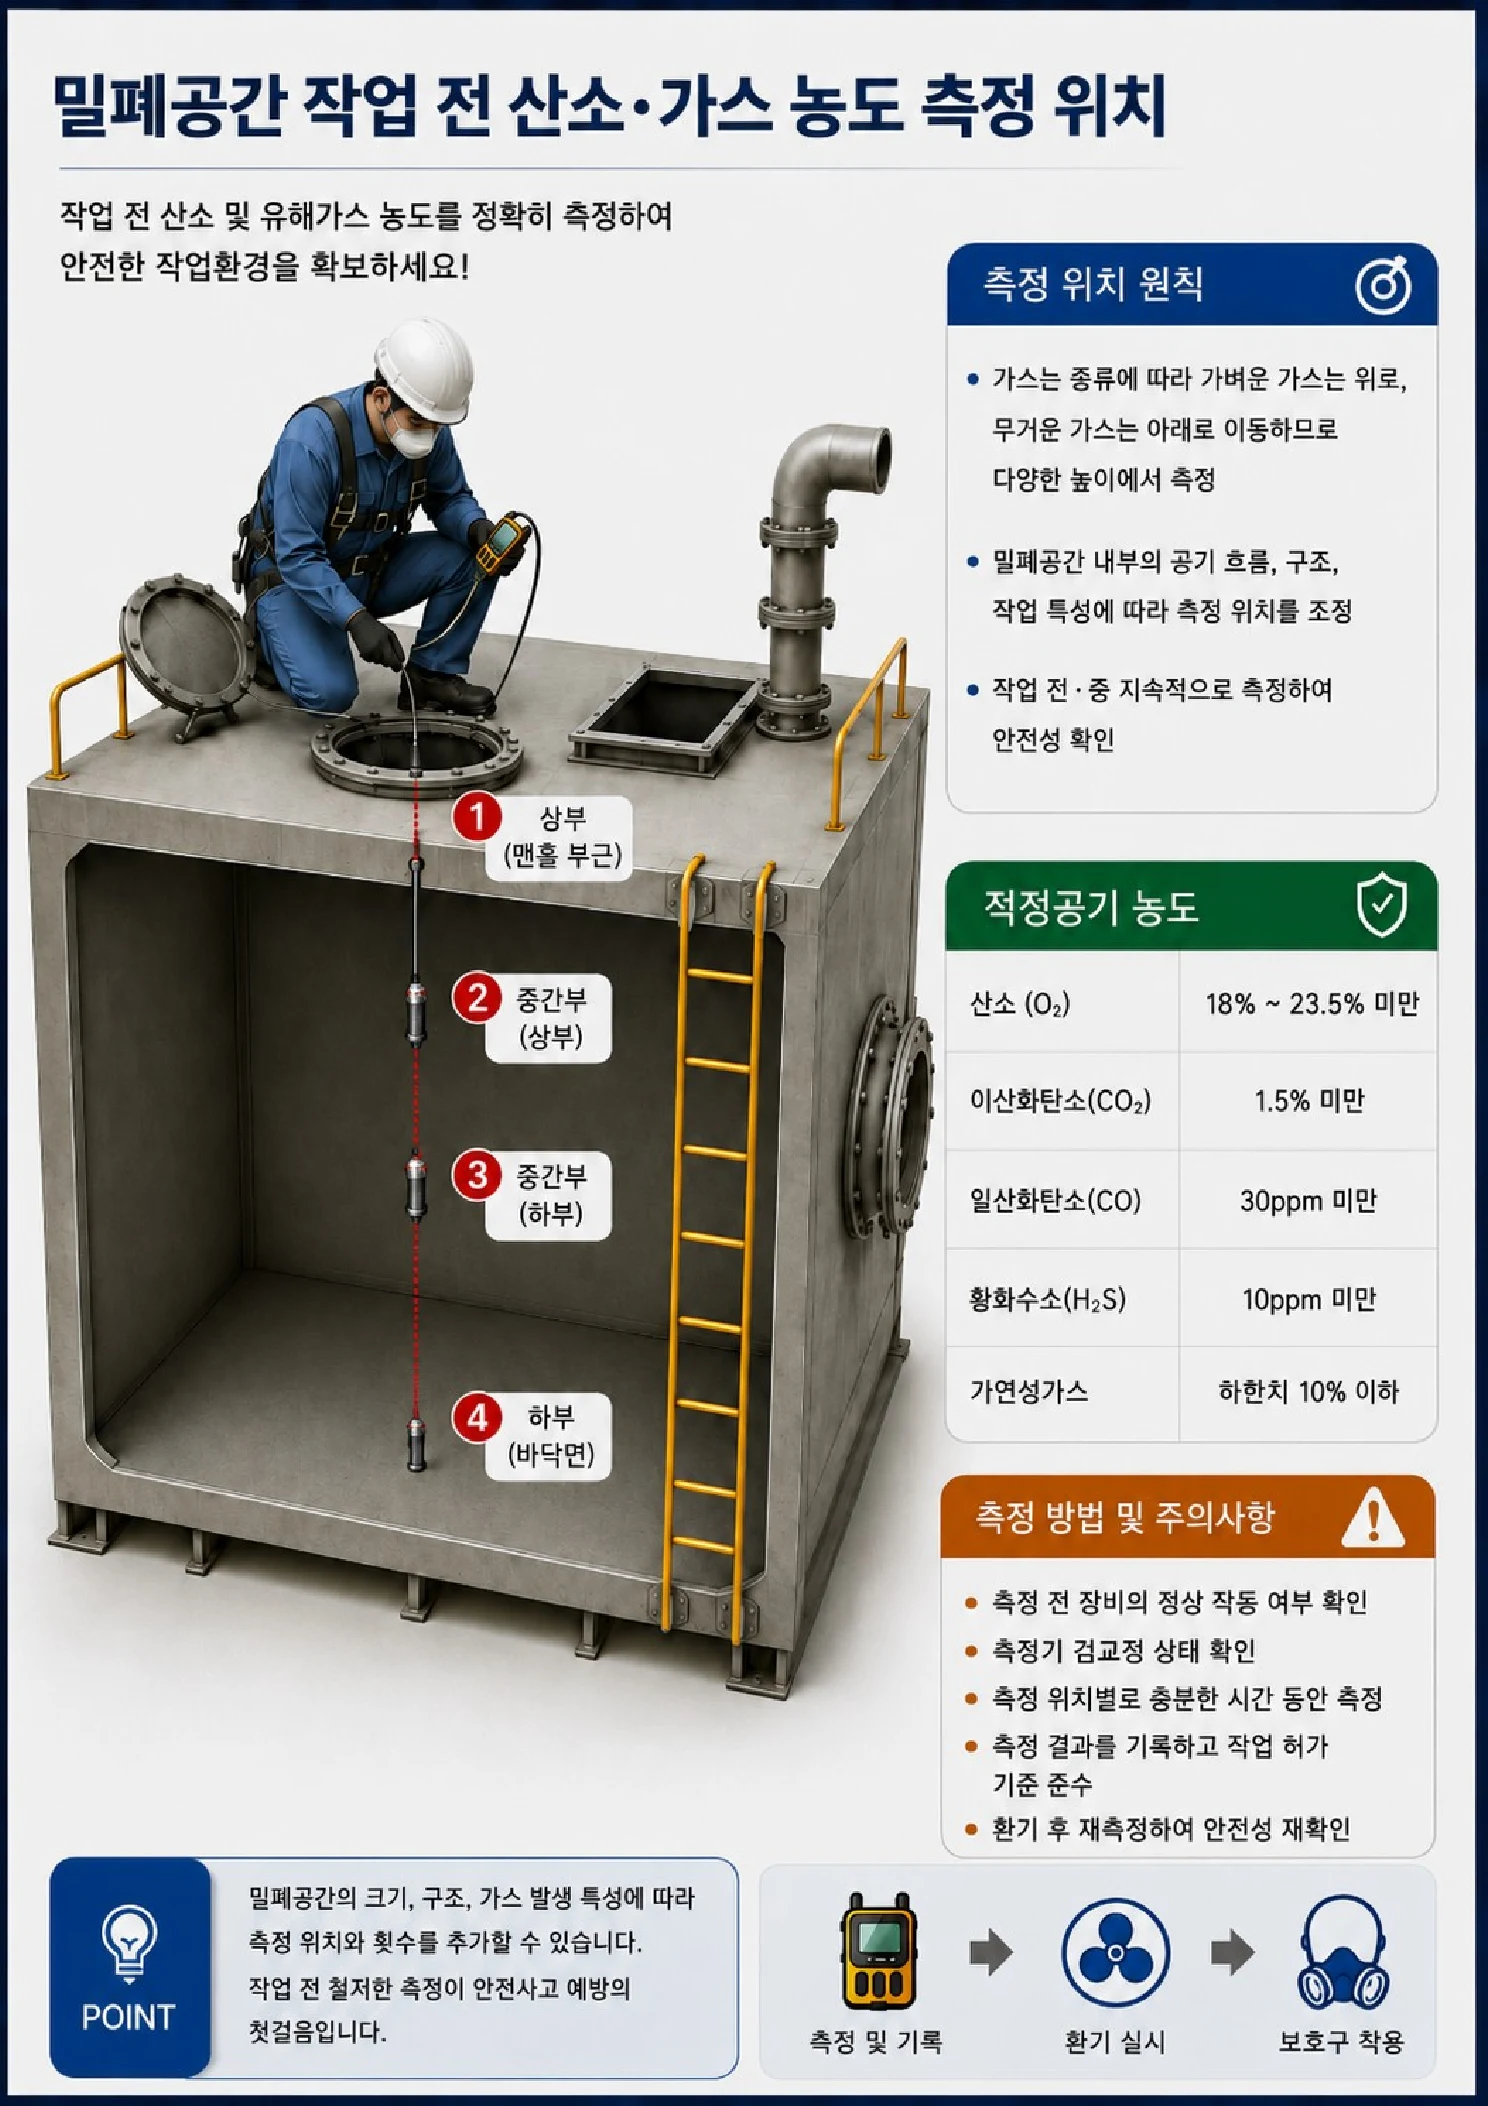 밀폐공간 작업 전 산소·가스 농도 측정 위치
작업 전 산소 및 유해가스 농도를 정확히 측정하여
안전한 작업환경을 확보하세요!
1
상부
(맨홀 부근)
2
중간부
(상부)
3
중간부
(하부)
4
하부
(바닥면)
측정 위치 원칙
• 가스는 종류에 따라 가벼운 가스는 위로,
무거운 가스는 아래로 이동하므로
다양한 높이에서 측정
• 밀폐공간 내부의 공기 흐름, 구조,
작업 특성에 따라 측정 위치를 조정
• 작업 전·중 지속적으로 측정하여
안전성 확인
적정공기 농도
산소 (O₂) 18% ~ 23.5% 미만
이산화탄소(CO₂) 1.5% 미만
일산화탄소(CO) 30ppm 미만
황화수소(H₂S) 10ppm 미만
가연성가스 하한치 10% 이하
측정 방법 및 주의사항
• 측정 전 장비의 정상 작동 여부 확인
• 측정기 검교정 상태 확인
• 측정 위치별로 충분한 시간 동안 측정
• 측정 결과를 기록하고 작업 허가
기준 준수
• 환기 후 재측정하여 안전성 재확인
POINT
밀폐공간의 크기, 구조, 가스 발생 특성에 따라
측정 위치와 횟수를 추가할 수 있습니다.
작업 전 철저한 측정이 안전사고 예방의
첫걸음입니다.
측정 및 기록
환기 실시
보호구 착용